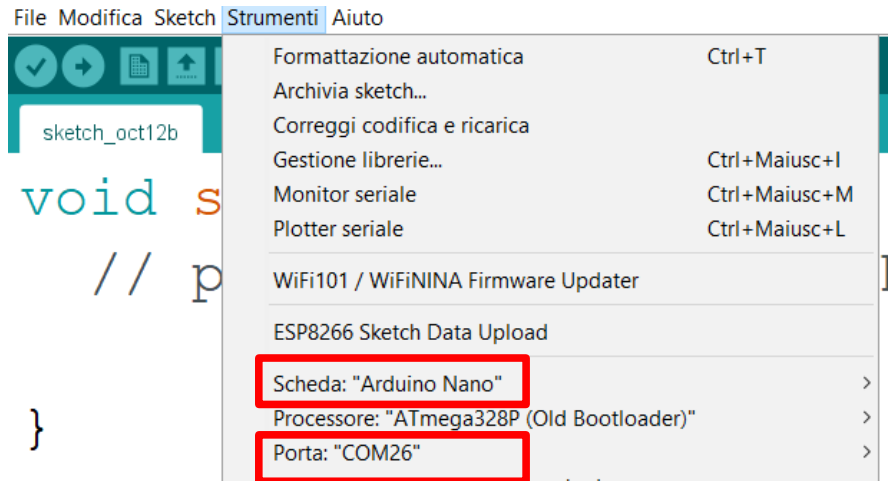 File Modifica Sketch Strumenti Aiuto
Formattazione automatica Ctrl+T
Archivia sketch...
sketch_oct12b Correggi codifica e ricarica
Gestione librerie... Ctrl+Maiusc+I
void s Monitor seriale Ctrl+Maiusc+M
Plotter seriale Ctrl+Maiusc+L
// p WiFi101 / WiFiNINA Firmware Updater
ESP8266 Sketch Data Upload
Scheda: "Arduino Nano" >
Processore: "ATmega328P (Old Bootloader)" >
} Porta: "COM26" >